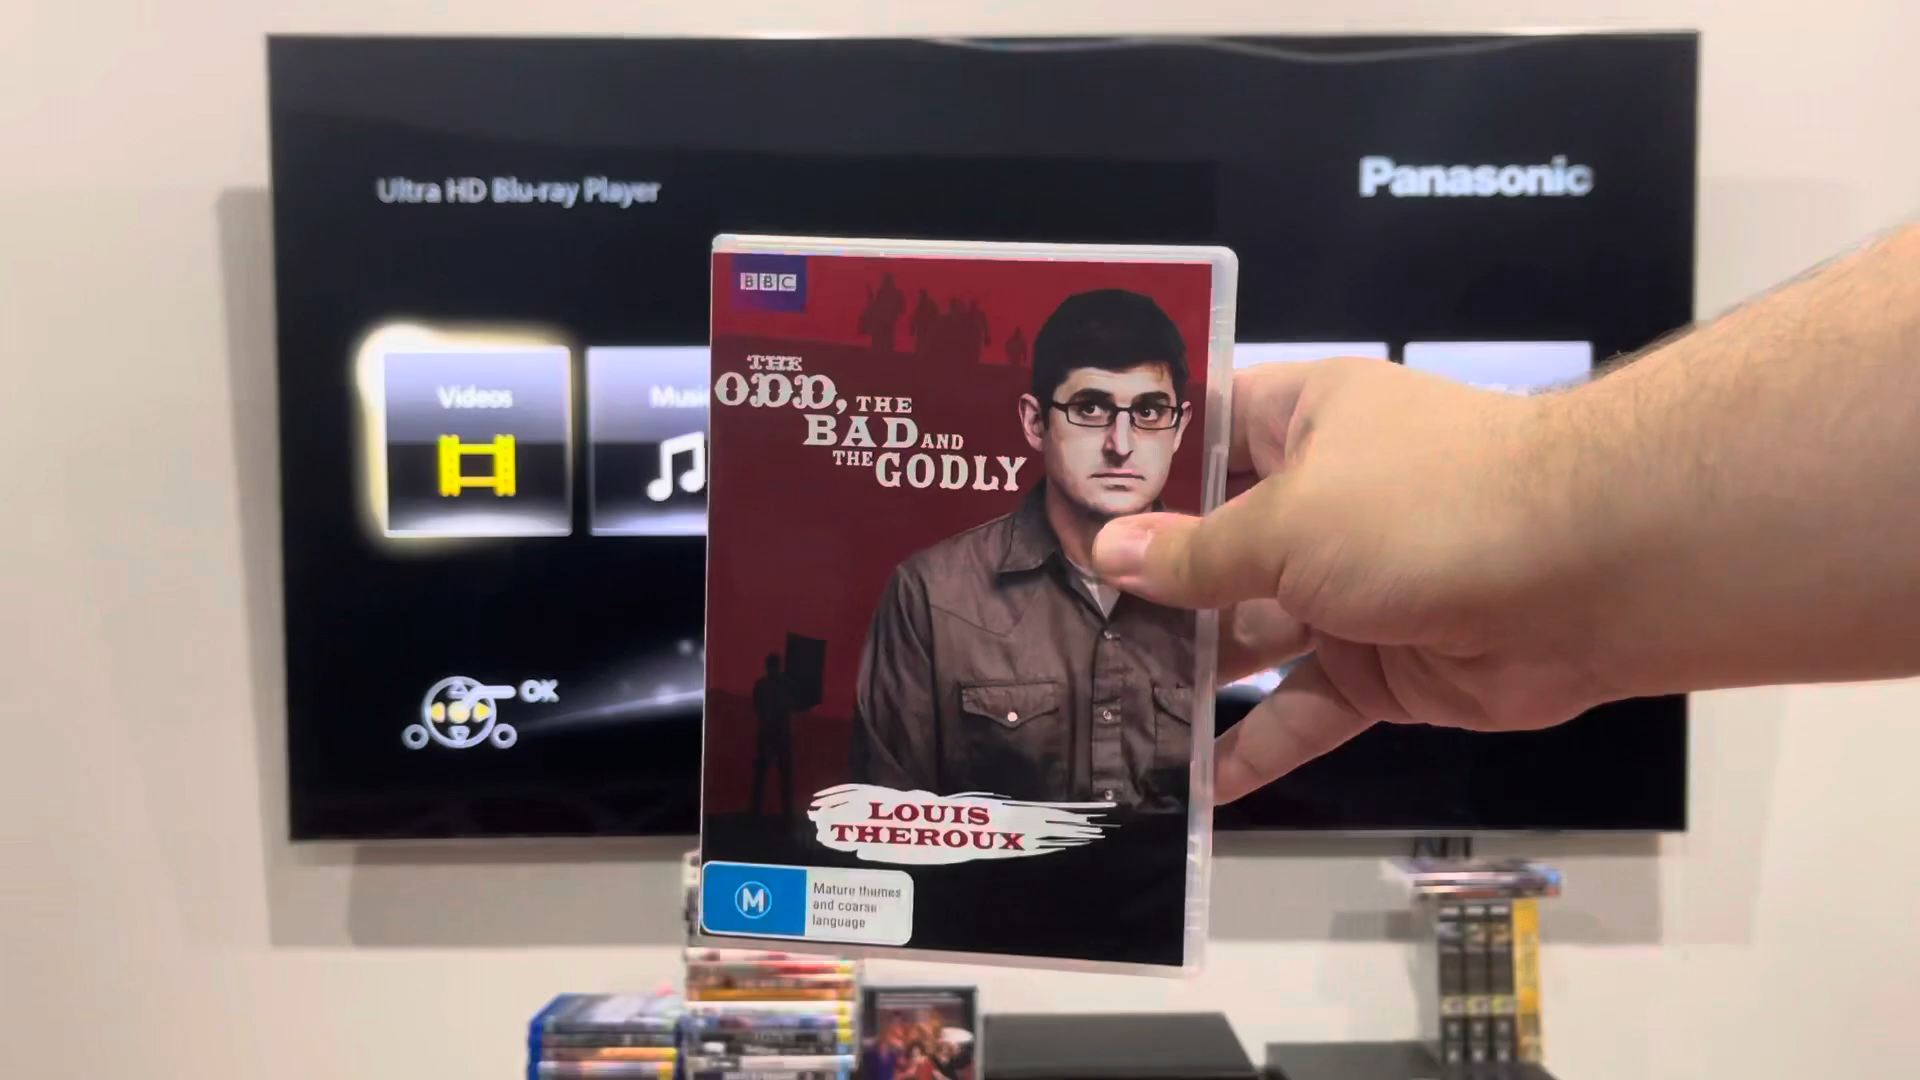 Ultra HD Blu-ray Player
Panasonic
Videos
Musi
OK
BBC
THE
ODD, THE
BAD AND
THE GODLY
LOUIS
THEROUX
M
Mature themes
and coarse
language